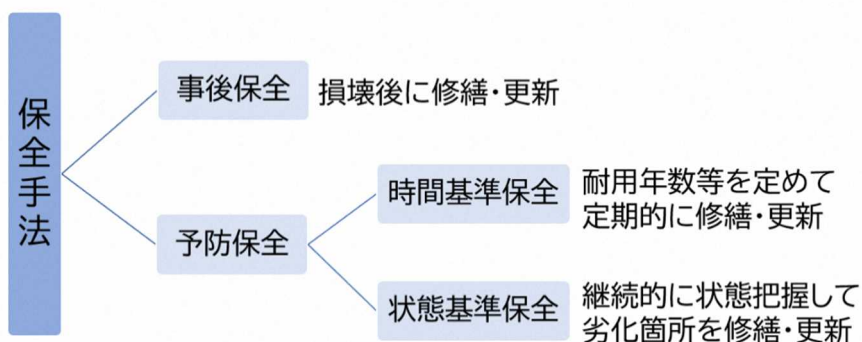 保全手法
事後保全
損壊後に修繕・更新
予防保全
時間基準保全
耐用年数等を定めて
定期的に修繕・更新
状態基準保全
継続的に状態把握して
劣化箇所を修繕・更新